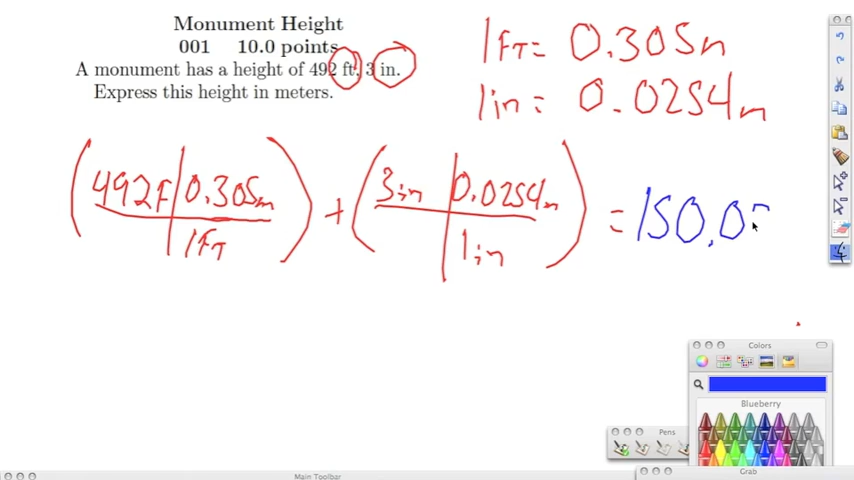 Monument Height
001 10.0 points
A monument has a height of 492 ft, 3 in.
Express this height in meters.
1FT = 0.305m
1in = 0.0254m
(492F | 0.305m) + (3in | 0.0254m) = 150.0
1FT 1in
Colors
Blueberry
Pens
Grab
Main Toolbar